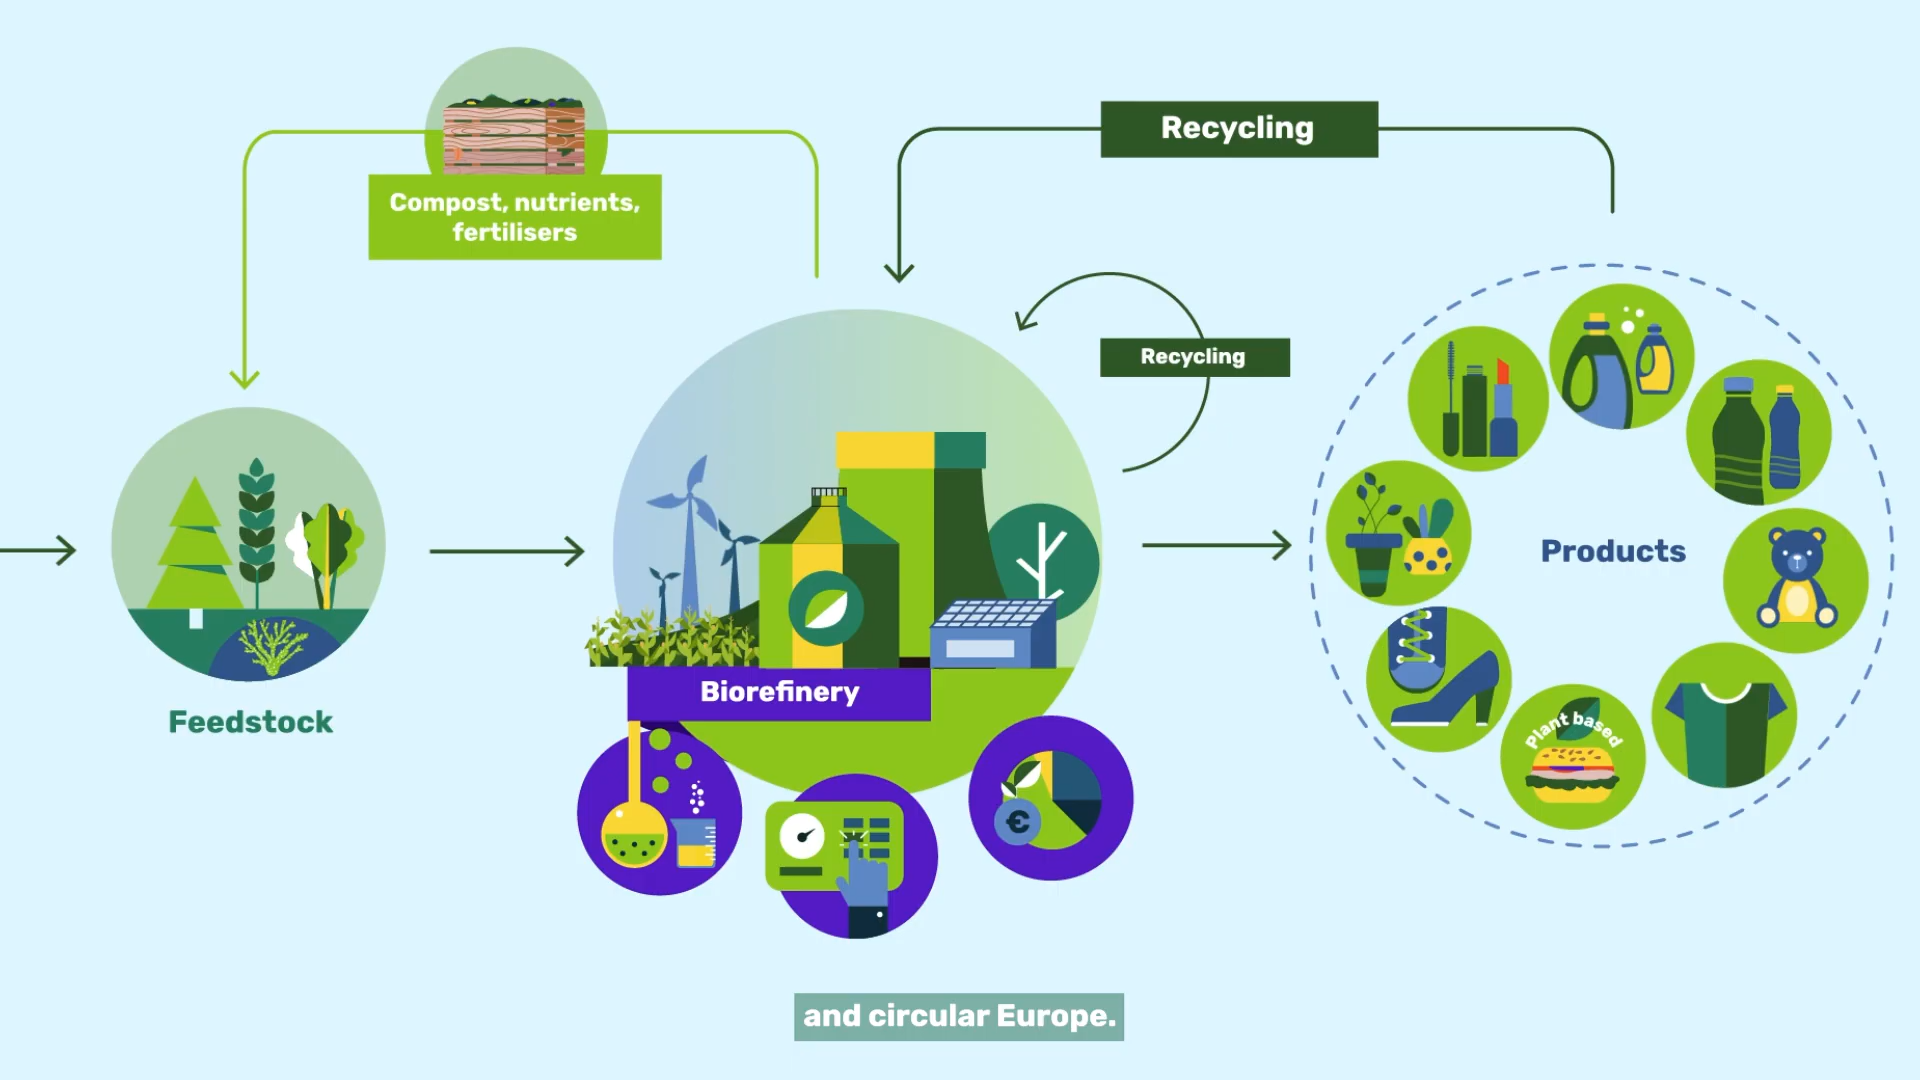 Recycling
Compost, nutrients,
fertilisers
Recycling
Products
Biorefinery
Feedstock
Plant based
€
and circular Europe.